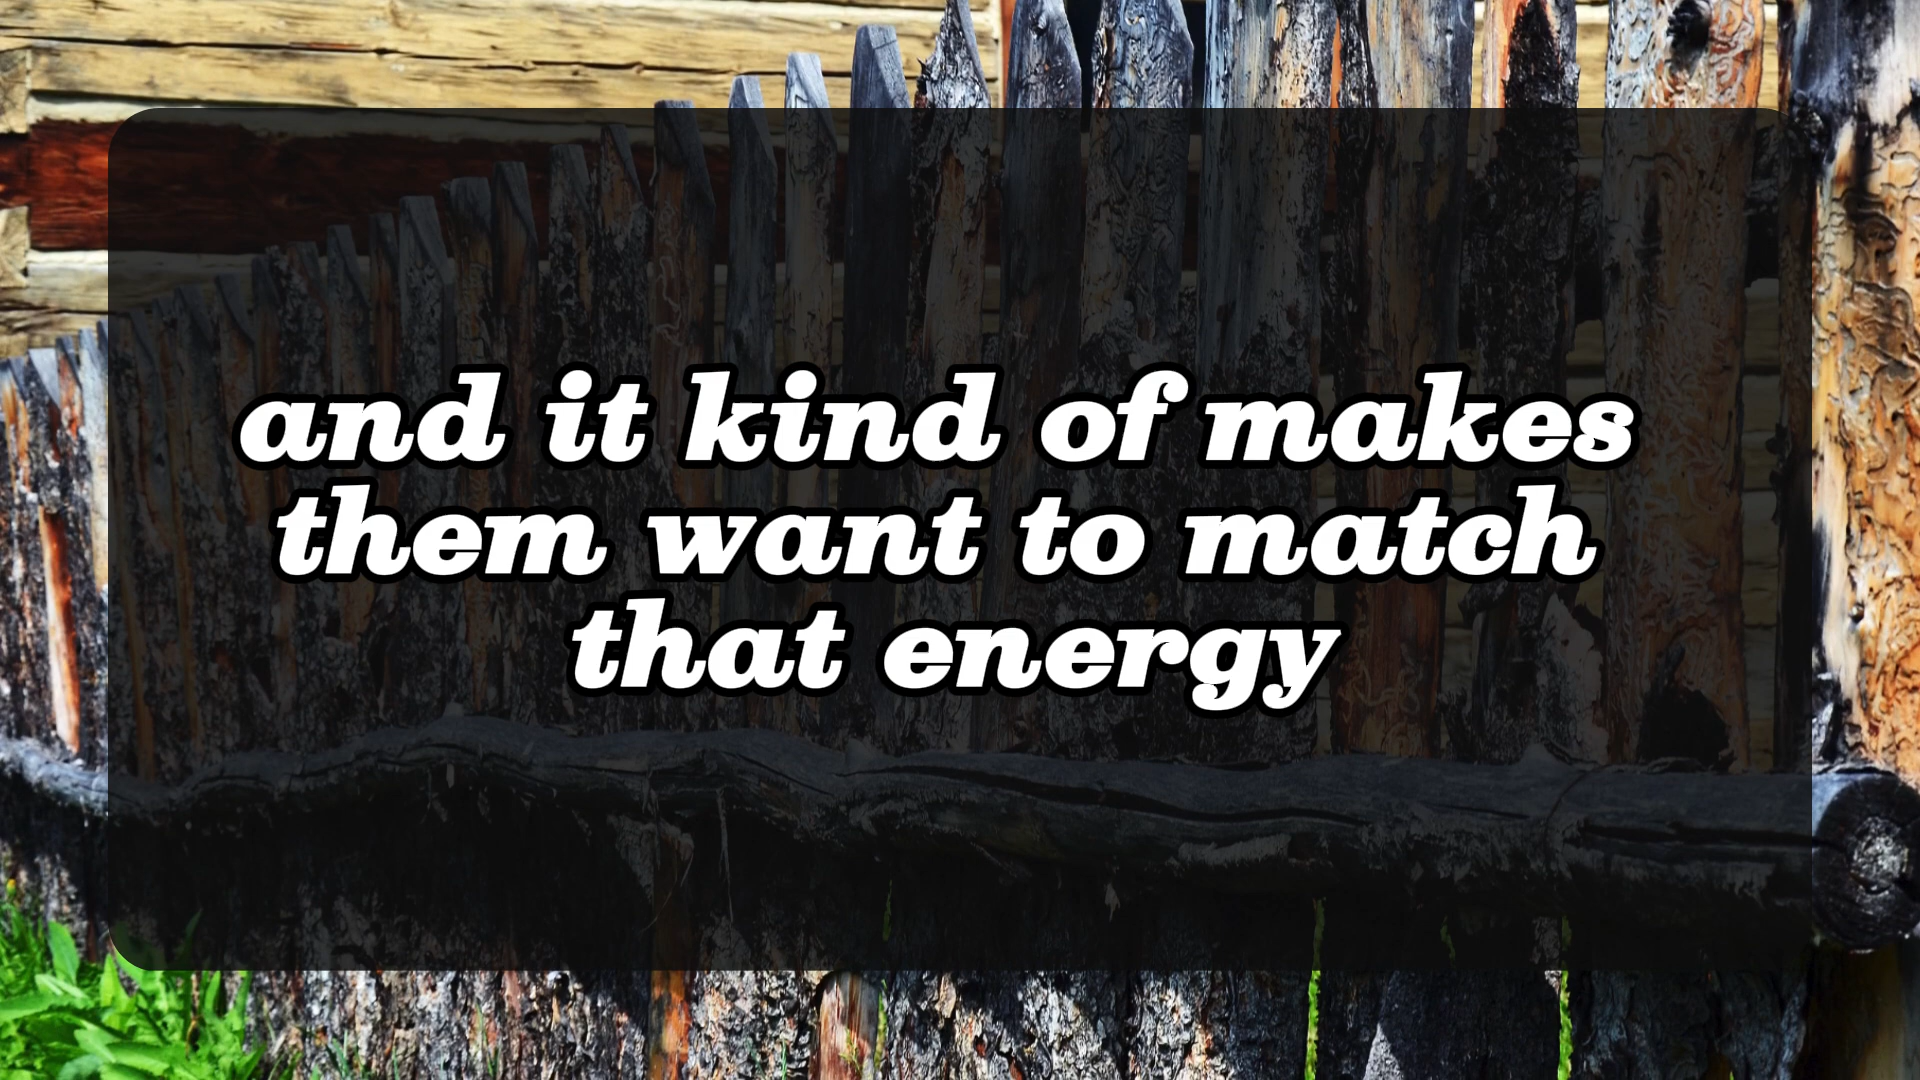 and it kind of makes
them want to match
that energy